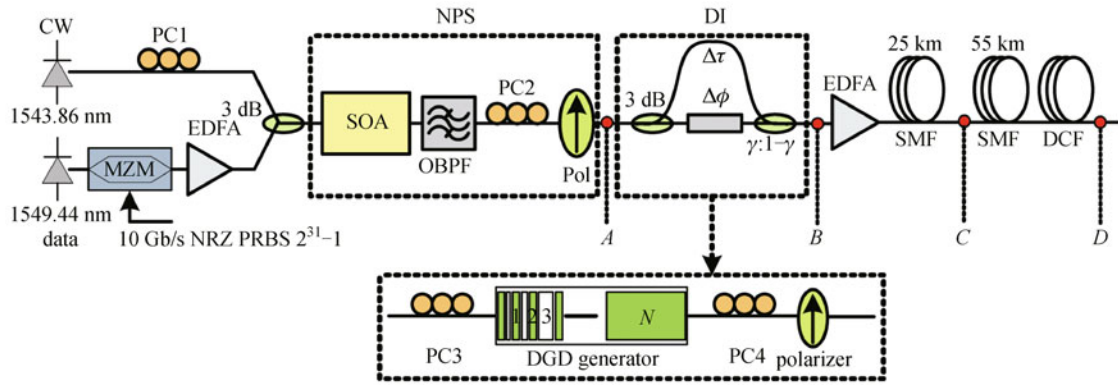 NPS
DI
CW
PC1
1543.86 nm
3 dB
EDFA
MZM
1549.44 nm
data
10 Gb/s NRZ PRBS 2³¹−1
SOA
OBPF
PC2
Pol
A
3 dB
Δτ
Δϕ
γ:1−γ
B
EDFA
25 km
SMF
C
55 km
SMF
DCF
D
PC3
1 2 3
N
DGD generator
PC4
polarizer